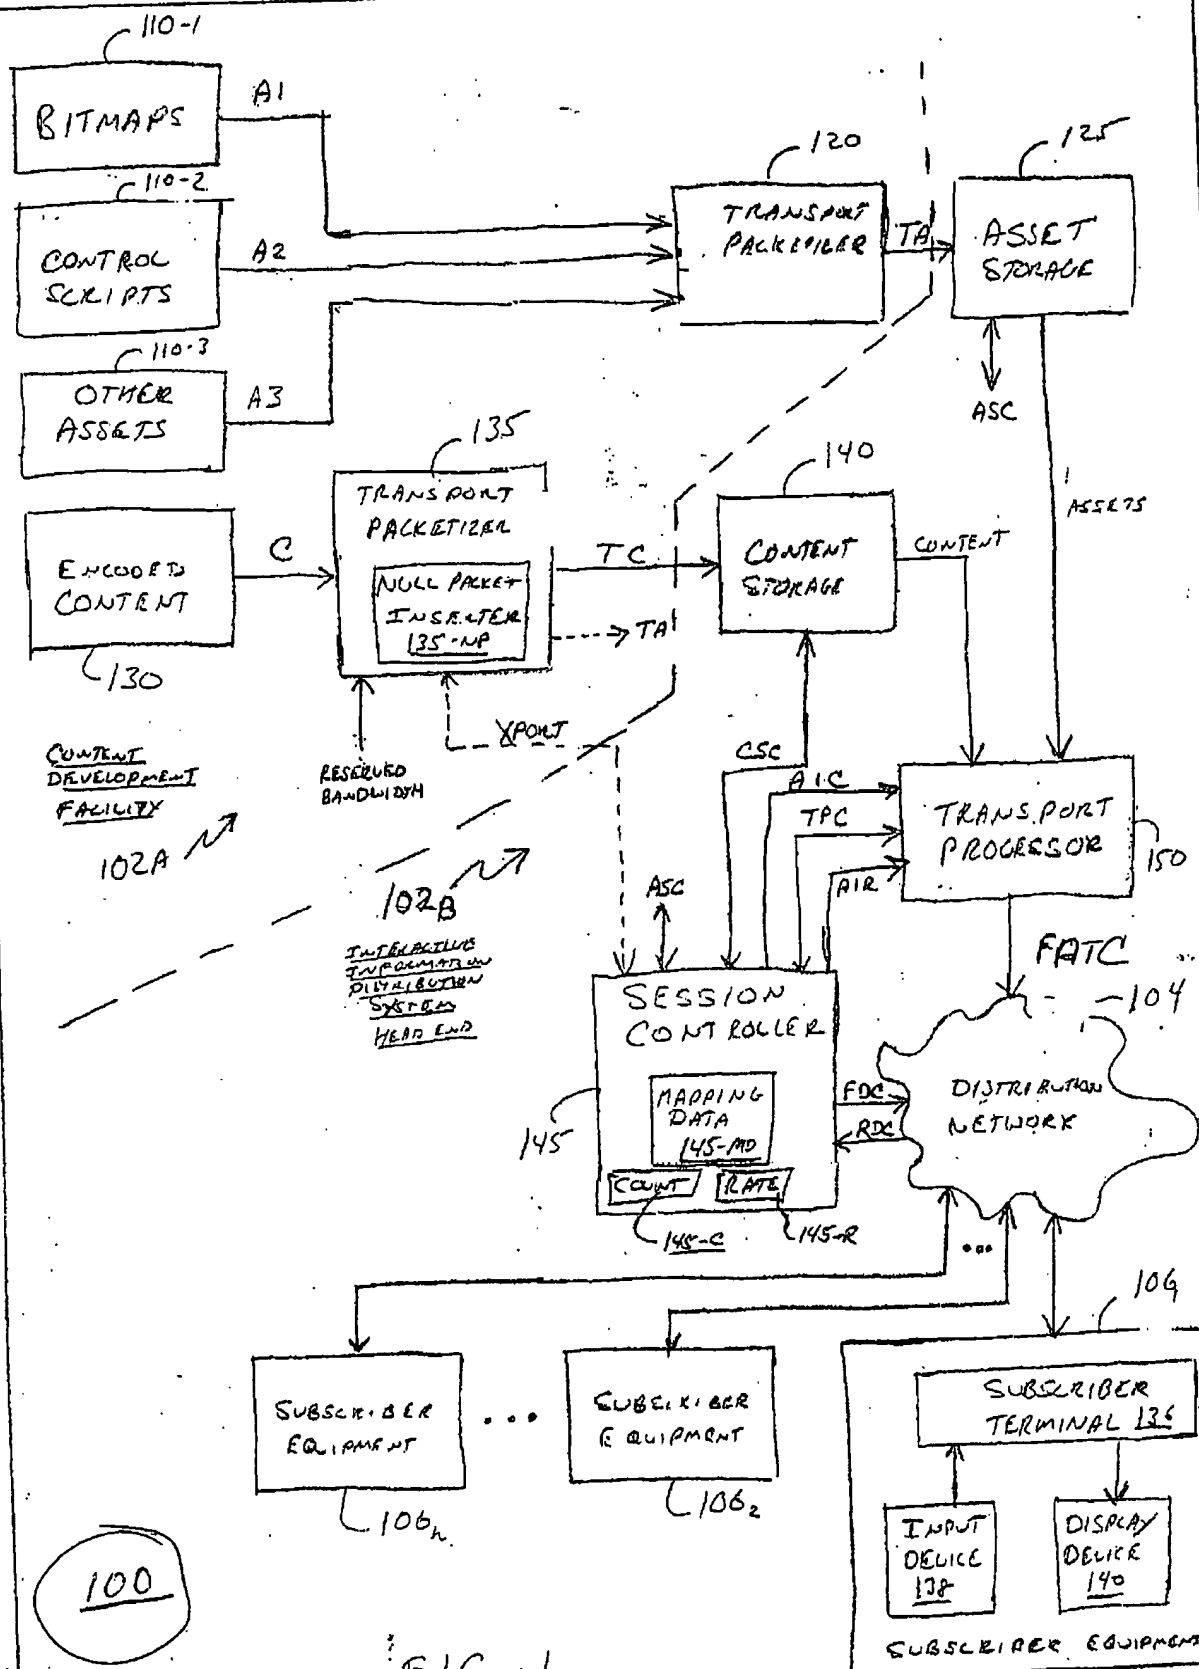 110-1
BITMAPS
A1
110-2
CONTROL
SCRIPTS
A2
110-3
OTHER
ASSETS
A3
120
TRANSPORT
PACKETIZER
TA
125
ASSET
STORAGE
ASC
ASSETS
135
TRANSPORT
PACKETIZER
NULL PACKET
INSERTER
135-NP
ENCODED
CONTENT
130
C
TC
TA
140
CONTENT
STORAGE
CONTENT
XPORT
RESERVED
BANDWIDTH
CONTENT
DEVELOPMENT
FACILITY
102A
102B
INTERACTIVE
INFORMATION
DISTRIBUTION
SYSTEM
HEAD END
CSC
AIC
TPC
AIR
ASC
TRANSPORT
PROCESSOR
150
FATC
104
SESSION
CONTROLLER
MAPPING
DATA
145-MD
COUNT
RATE
145
145-C
145-R
FDC
RDC
DISTRIBUTION
NETWORK
...
SUBSCRIBER
EQUIPMENT
106n
...
SUBSCRIBER
EQUIPMENT
1062
106,
SUBSCRIBER
TERMINAL 136
INPUT
DEVICE
138
DISPLAY
DEVICE
140
SUBSCRIBER EQUIPMENT
100